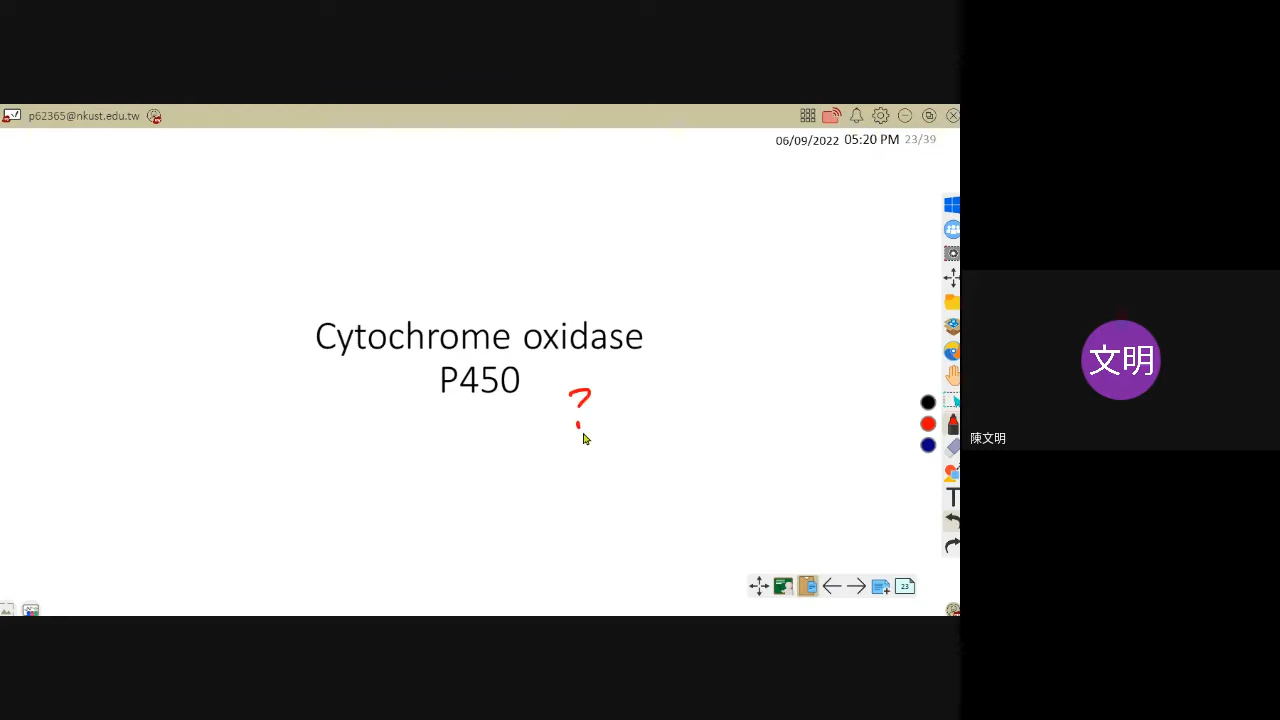 p62365@nkust.edu.tw
06/09/2022 05:20 PM 23/39
Cytochrome oxidase
P450
?
文明
陳文明
T
23